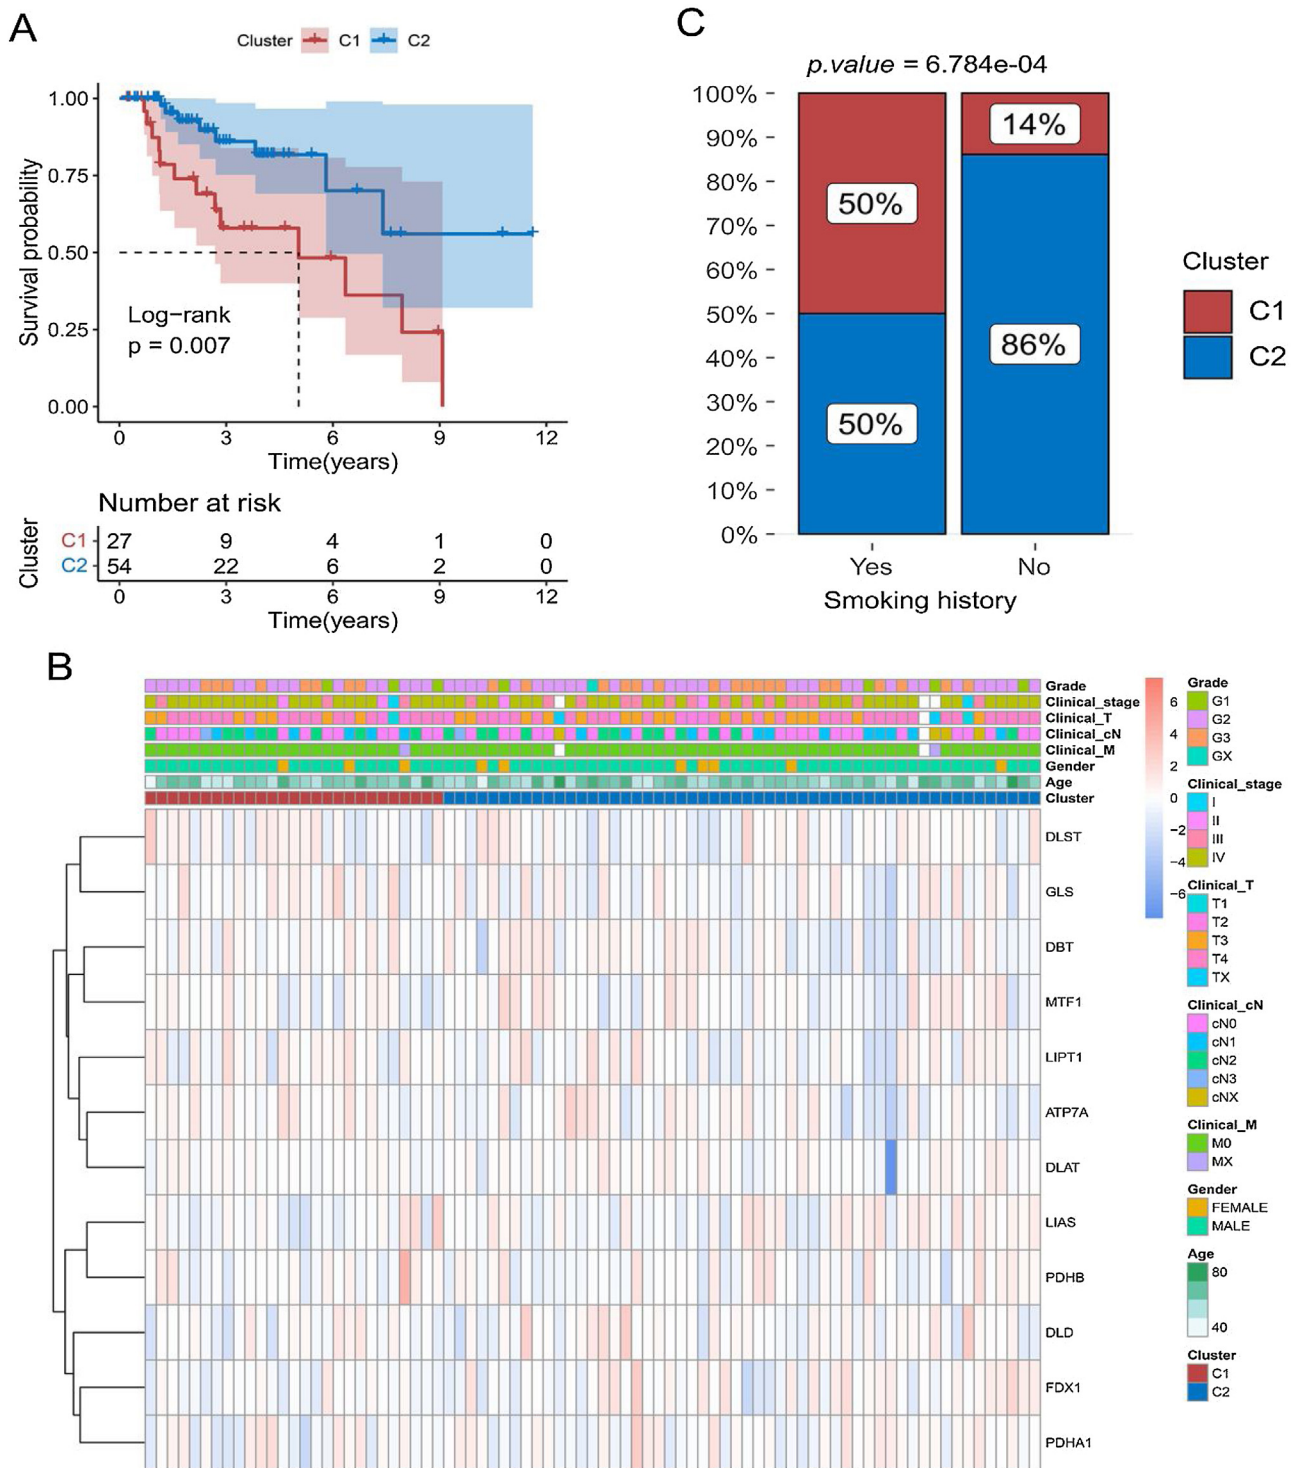 A
Cluster C1 C2
Survival probability
1.00
0.75
0.50
0.25
0.00
Log-rank
p = 0.007
0 3 6 9 12
Time(years)
Number at risk
Cluster
C1 27 9 4 1 0
C2 54 22 6 2 0
0 3 6 9 12
Time(years)
C
p.value = 6.784e-04
100%
90%
80%
70%
60%
50%
40%
30%
20%
10%
0%
50%
50%
14%
86%
Yes No
Smoking history
Cluster
C1
C2
B
Grade
Clinical_stage
Clinical_T
Clinical_cN
Clinical_M
Gender
Age
Cluster
DLST
GLS
DBT
MTF1
LIPT1
ATP7A
DLAT
LIAS
PDHB
DLD
FDX1
PDHA1
6
4
2
0
-2
-4
-6
Grade
G1
G2
G3
GX
Clinical_stage
I
II
III
IV
Clinical_T
T1
T2
T3
T4
TX
Clinical_cN
cN0
cN1
cN2
cN3
cNX
Clinical_M
M0
MX
Gender
FEMALE
MALE
Age
80
40
Cluster
C1
C2